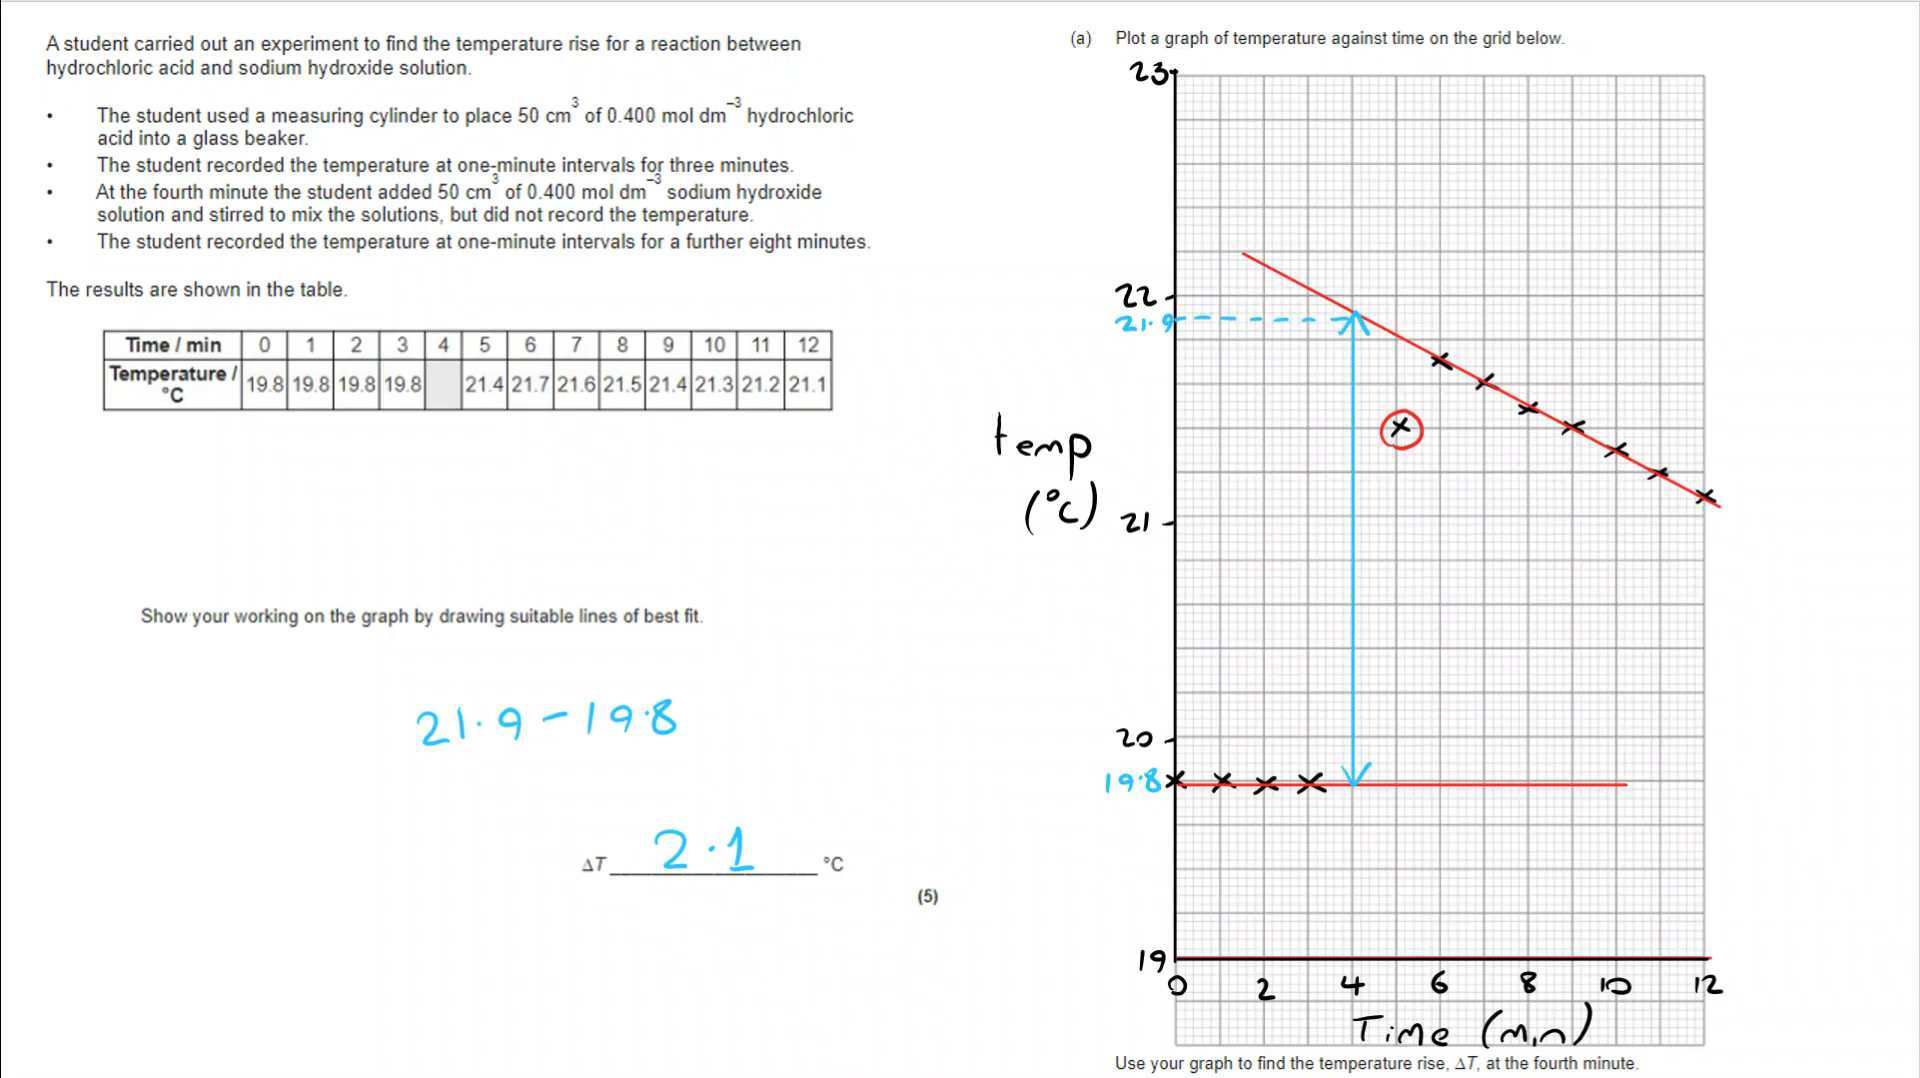 A student carried out an experiment to find the temperature rise for a reaction between
hydrochloric acid and sodium hydroxide solution.
• The student used a measuring cylinder to place 50 cm³ of 0.400 mol dm⁻³ hydrochloric
acid into a glass beaker.
• The student recorded the temperature at one-minute intervals for three minutes.
• At the fourth minute the student added 50 cm³ of 0.400 mol dm⁻³ sodium hydroxide
solution and stirred to mix the solutions, but did not record the temperature.
• The student recorded the temperature at one-minute intervals for a further eight minutes.
The results are shown in the table.
Time / min 0 1 2 3 4 5 6 7 8 9 10 11 12
Temperature / °C 19.8 19.8 19.8 19.8 21.4 21.7 21.6 21.5 21.4 21.3 21.2 21.1
Show your working on the graph by drawing suitable lines of best fit.
21.9 - 19.8
ΔT 2.1 °C
(5)
(a) Plot a graph of temperature against time on the grid below.
23
22
21.9
temp
(°C)
21
20
19.8
19
0 2 4 6 8 10 12
Time (min)
Use your graph to find the temperature rise, ΔT, at the fourth minute.